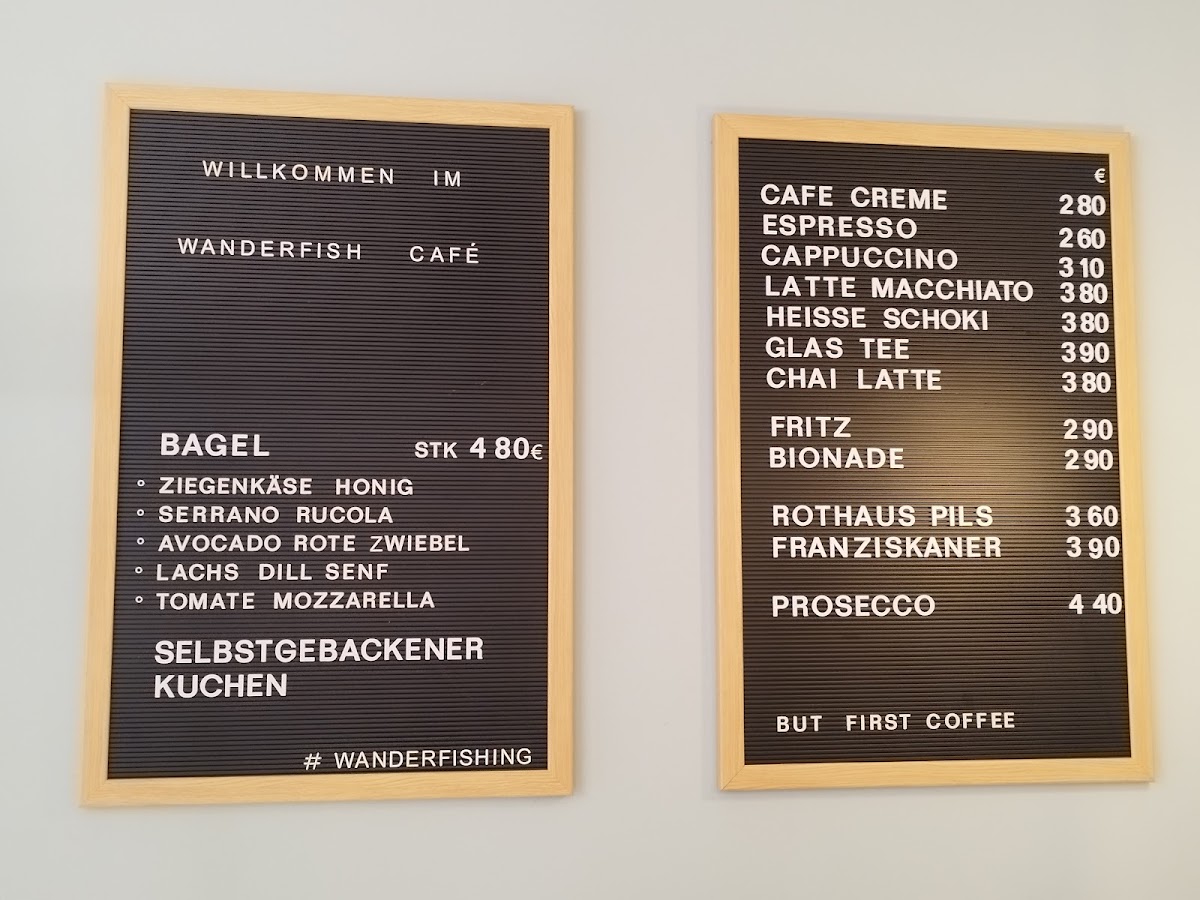 WILLKOMMEN IM
WANDERFISH CAFÉ
BAGEL STK 4 80€
° ZIEGENKÄSE HONIG
° SERRANO RUCOLA
° AVOCADO ROTE ZWIEBEL
° LACHS DILL SENF
° TOMATE MOZZARELLA
SELBSTGEBACKENER
KUCHEN
# WANDERFISHING
€
CAFE CREME 2 80
ESPRESSO 2 60
CAPPUCCINO 3 10
LATTE MACCHIATO 3 80
HEISSE SCHOKI 3 80
GLAS TEE 3 90
CHAI LATTE 3 80
FRITZ 2 90
BIONADE 2 90
ROTHAUS PILS 3 60
FRANZISKANER 3 90
PROSECCO 4 40
BUT FIRST COFFEE